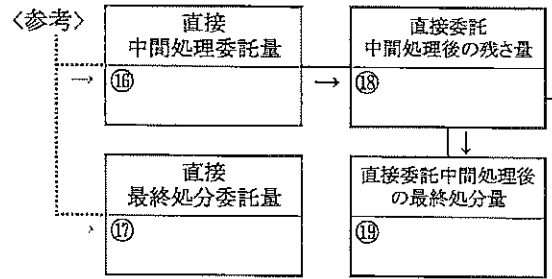 〈参考〉
直接
中間処理委託量
⑯
→
直接委託
中間処理後の残さ量
⑱
直接
最終処分委託量
⑰
直接委託中間処理後
の最終処分量
⑲